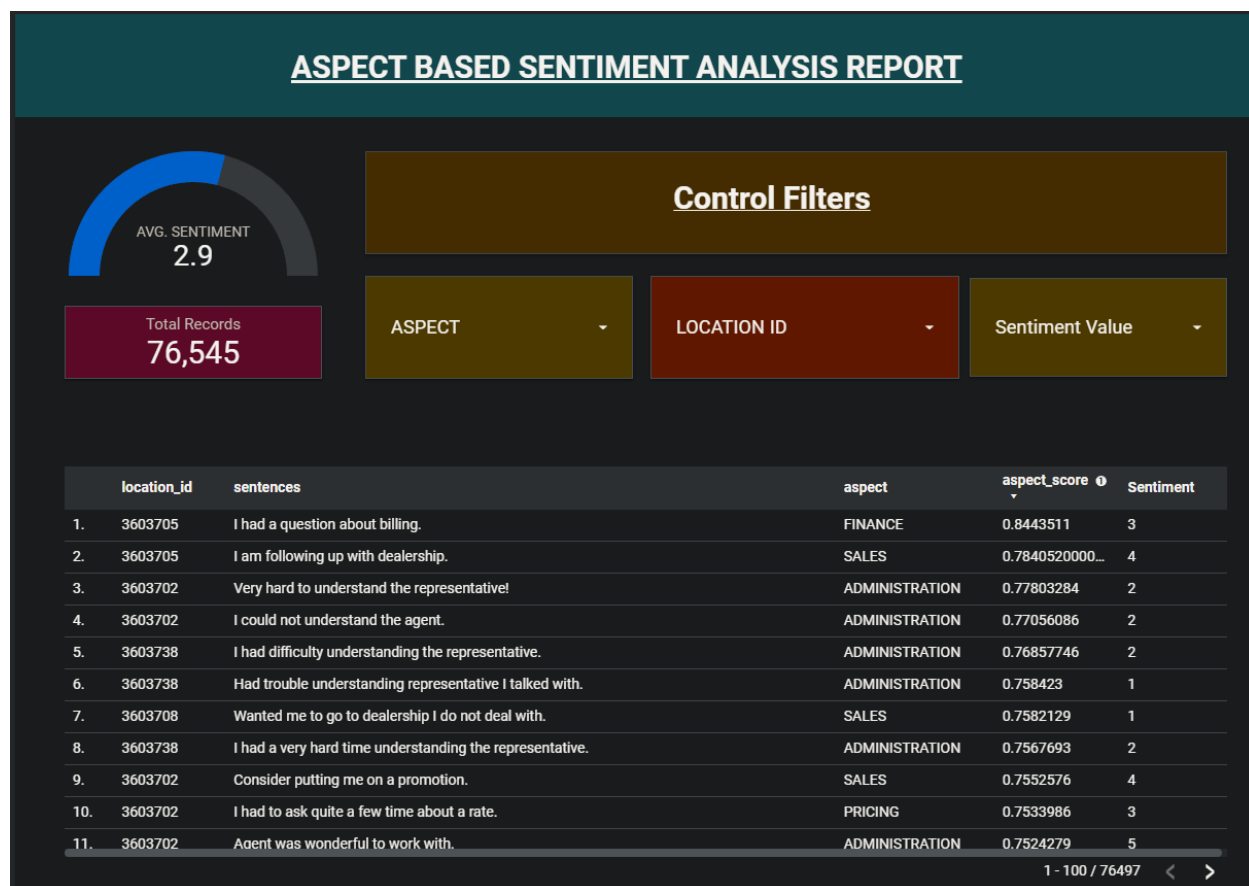 ASPECT BASED SENTIMENT ANALYSIS REPORT
AVG. SENTIMENT
2.9
Total Records
76,545
Control Filters
ASPECT
LOCATION ID
Sentiment Value
location_id sentences aspect aspect_score Sentiment
1. 3603705 I had a question about billing. FINANCE 0.8443511 3
2. 3603705 I am following up with dealership. SALES 0.7840520000... 4
3. 3603702 Very hard to understand the representative! ADMINISTRATION 0.77803284 2
4. 3603702 I could not understand the agent. ADMINISTRATION 0.77056086 2
5. 3603738 I had difficulty understanding the representative. ADMINISTRATION 0.76857746 2
6. 3603738 Had trouble understanding representative I talked with. ADMINISTRATION 0.758423 1
7. 3603708 Wanted me to go to dealership I do not deal with. SALES 0.7582129 1
8. 3603738 I had a very hard time understanding the representative. ADMINISTRATION 0.7567693 2
9. 3603702 Consider putting me on a promotion. SALES 0.7552576 4
10. 3603702 I had to ask quite a few time about a rate. PRICING 0.7533986 3
11. 3603702 Agent was wonderful to work with. ADMINISTRATION 0.7524279 5
1 - 100 / 76497